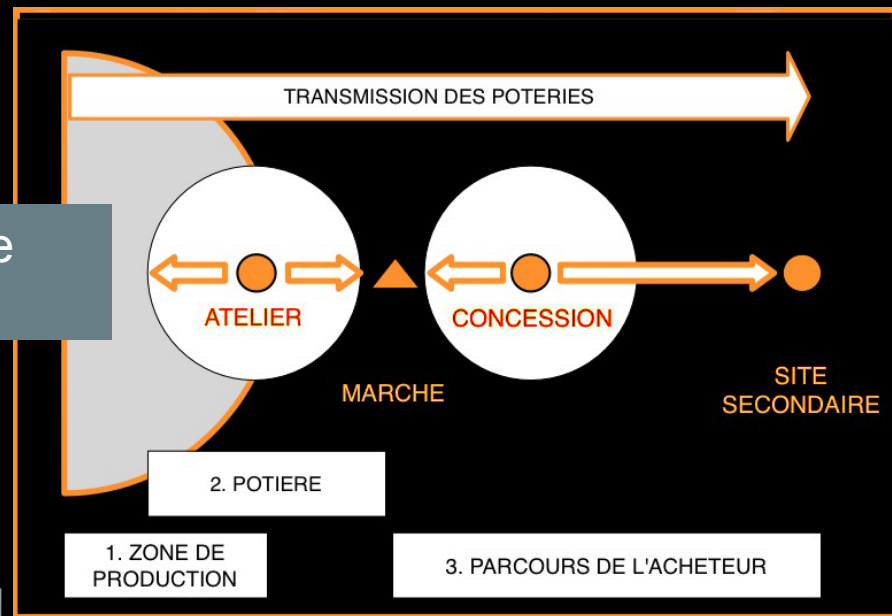 TRANSMISSION DES POTERIES
e
ATELIER
CONCESSION
MARCHE
SITE
SECONDAIRE
2. POTIERE
1. ZONE DE
PRODUCTION
3. PARCOURS DE L'ACHETEUR